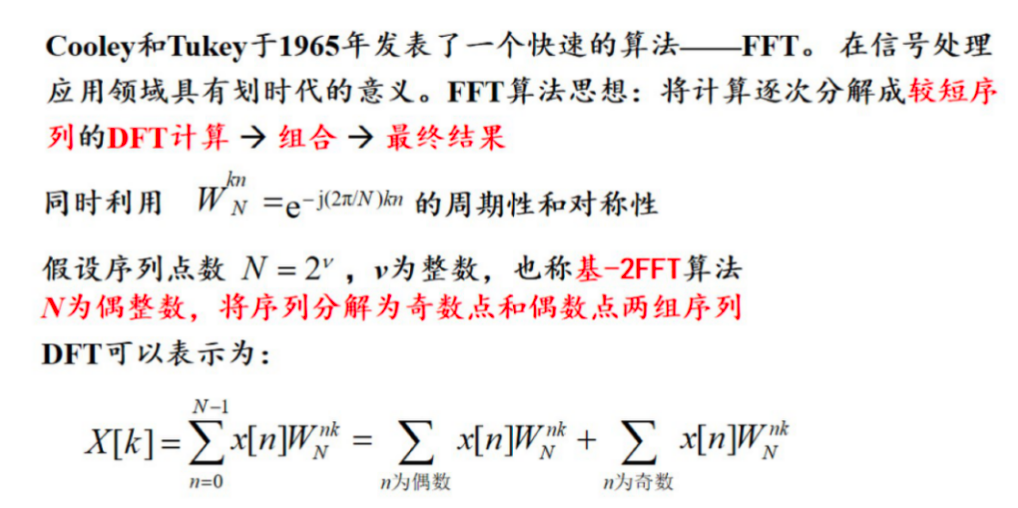 Cooley和Tukey于1965年发表了一个快速的算法——FFT。 在信号处理
应用领域具有划时代的意义。FFT算法思想：将计算逐次分解成较短序
列的DFT计算 → 组合 → 最终结果
同时利用 W_N^{kn} =e^{-j(2π/N)kn} 的周期性和对称性
假设序列点数 N = 2^v ，v为整数，也称基-2FFT算法
N为偶整数，将序列分解为奇数点和偶数点两组序列
DFT可以表示为：
X[k]=∑_{n=0}^{N-1} x[n]W_N^{nk} = ∑_{n为偶数} x[n]W_N^{nk} + ∑_{n为奇数} x[n]W_N^{nk}